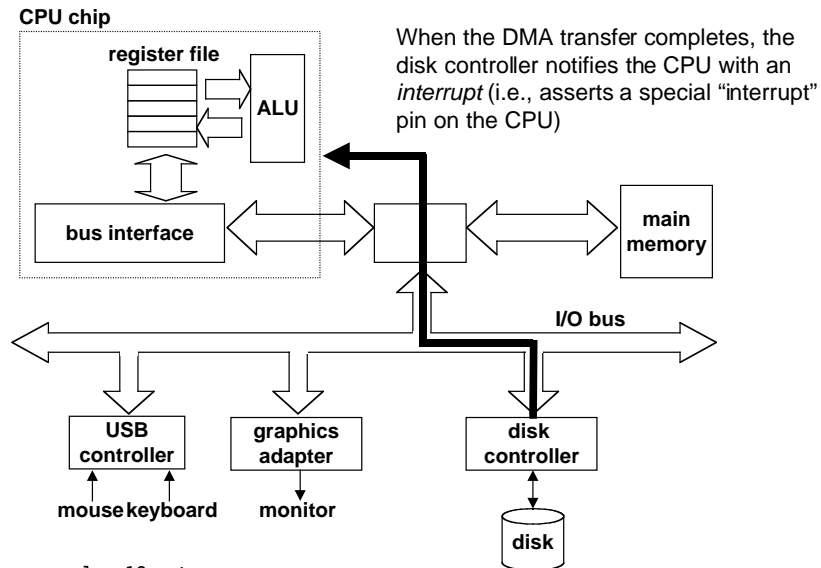 CPU chip
register file
ALU
When the DMA transfer completes, the
disk controller notifies the CPU with an
interrupt (i.e., asserts a special “interrupt”
pin on the CPU)
bus interface
main
memory
I/O bus
USB
controller
graphics
adapter
disk
controller
mouse keyboard
monitor
disk